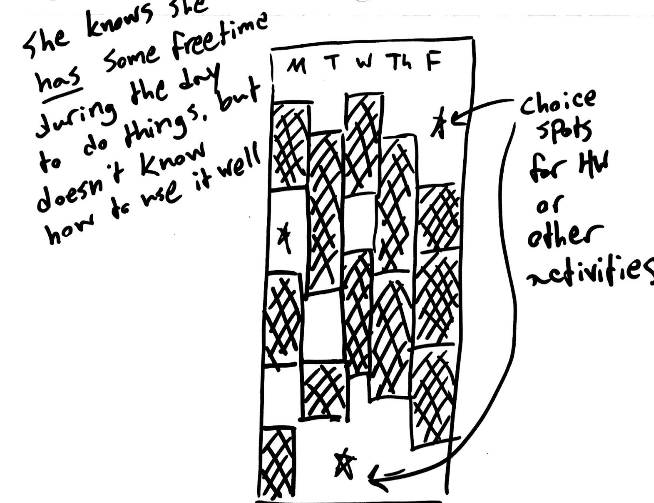 She knows she
has some freetime
during the day
to do things, but
doesn't know
how to use it well
M T W Th F
choice
spots
for HW
or
other
activities